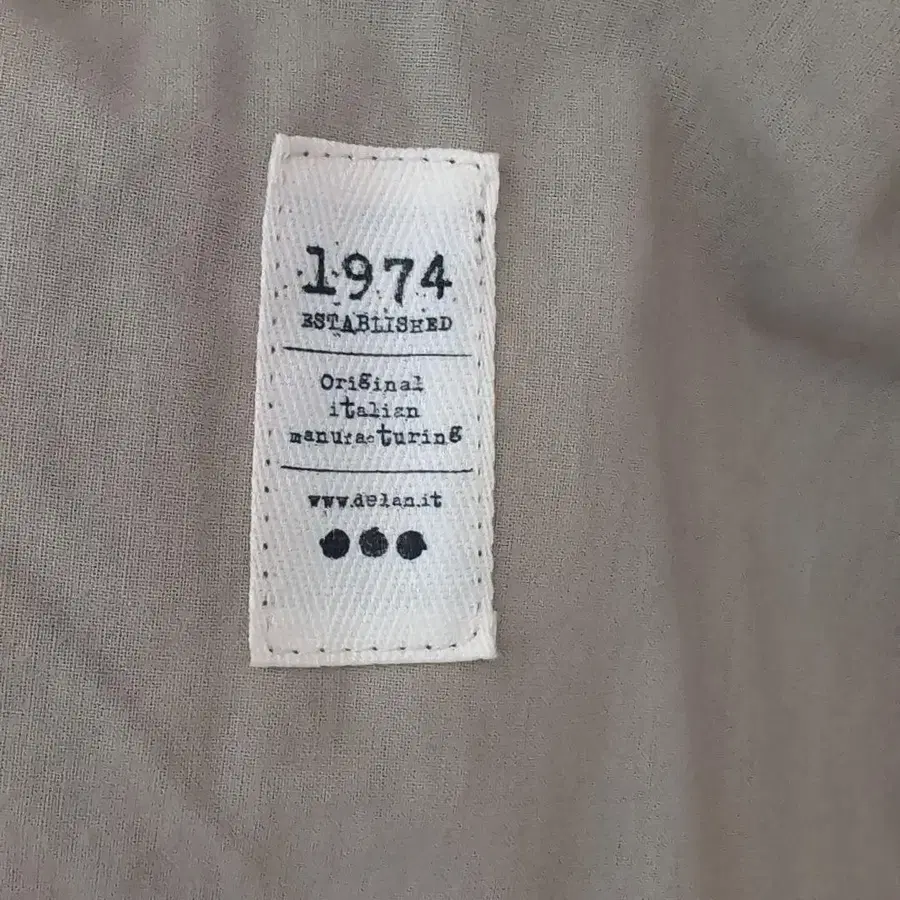 1974
ESTABLISHED
Original
italian
manufacturing
www.delan.it